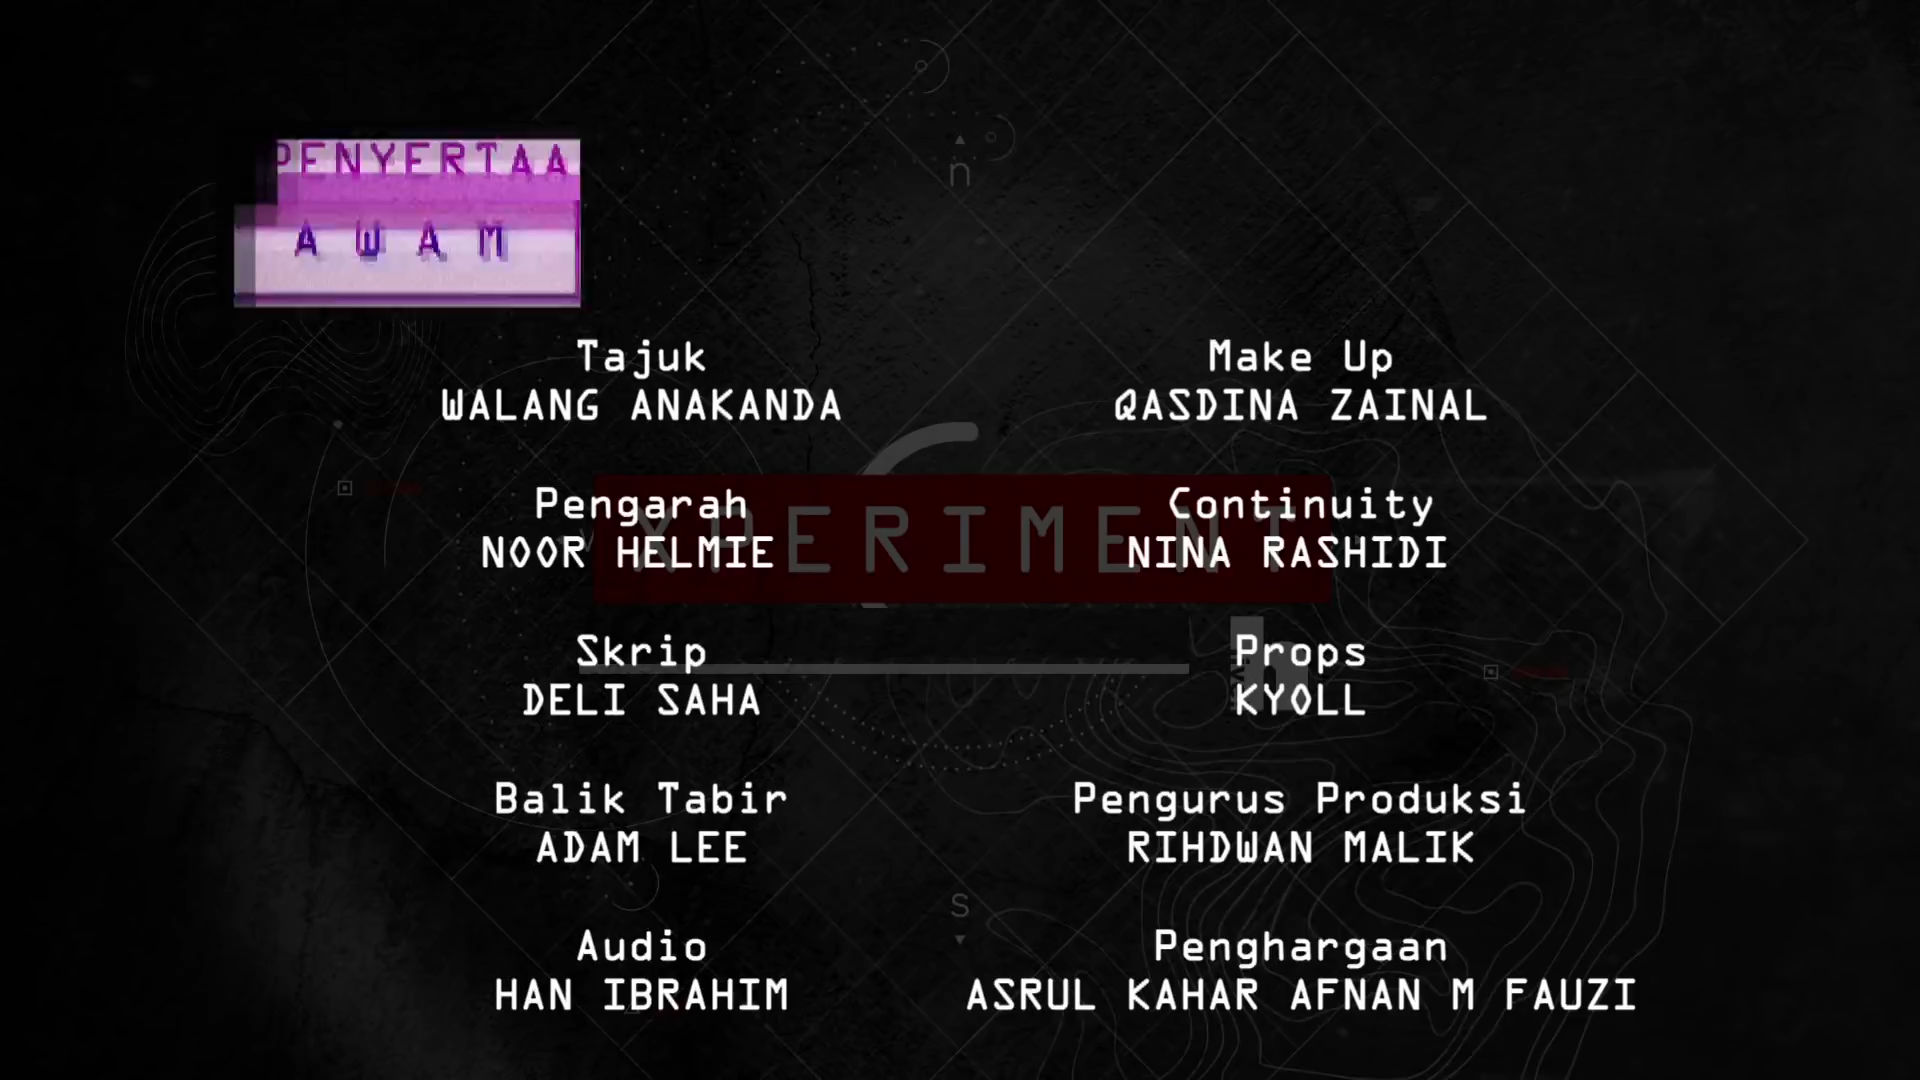 n
PENYERTAA
A W A M
Tajuk
WALANG ANAKANDA
Make Up
QASDINA ZAINAL
XPERIMENT
Pengarah
NOOR HELMIE
Continuity
NINA RASHIDI
Skrip
DELI SAHA
Props
KYOLL
Balik Tabir
ADAM LEE
Pengurus Produksi
RIHDWAN MALIK
S
Audio
HAN IBRAHIM
Penghargaan
ASRUL KAHAR AFNAN M FAUZI